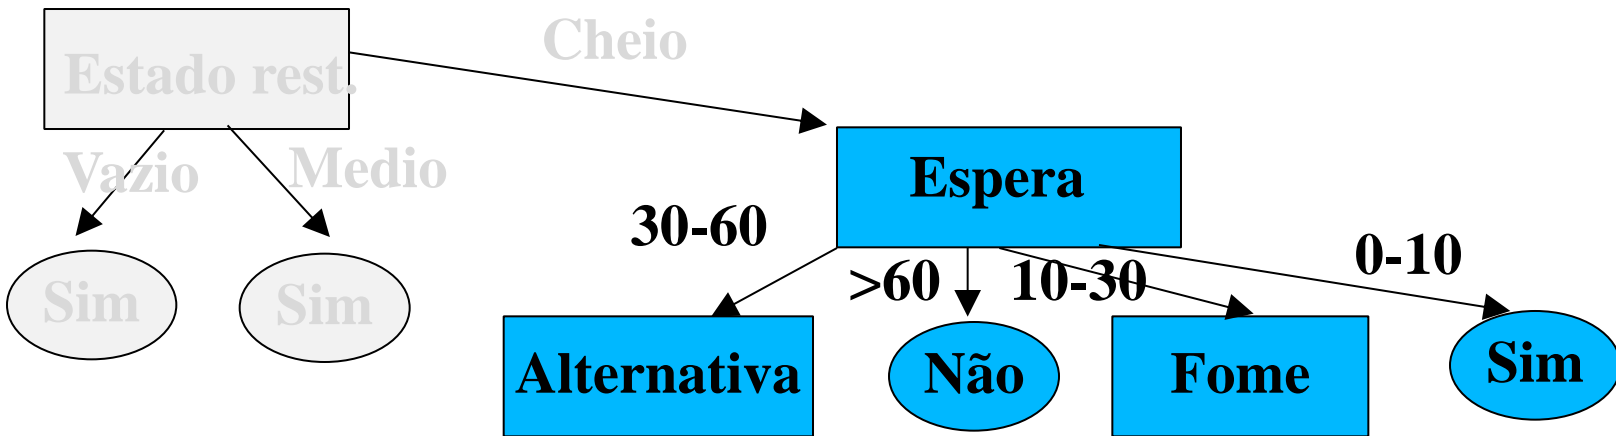 Cheio
Estado rest.
Vazio
Medio
Espera
30-60
>60
10-30
0-10
Sim
Sim
Alternativa
Não
Fome
Sim